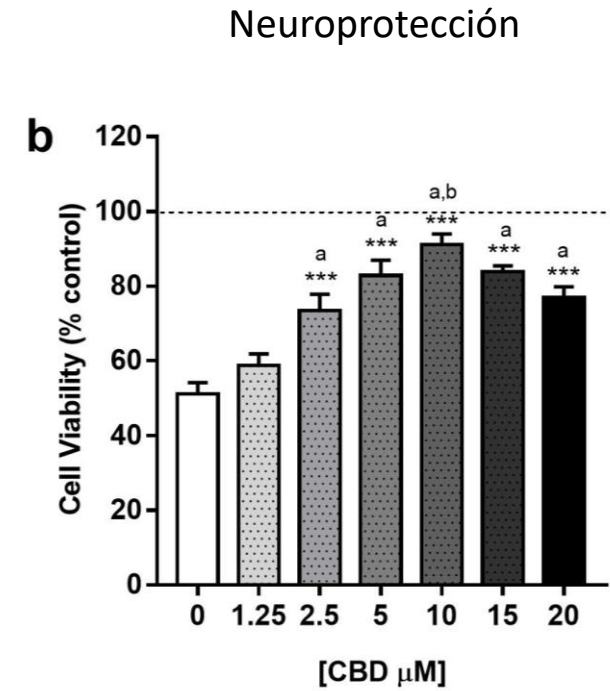 Neuroprotección
b
Cell Viability (% control)
120
100
80
60
40
20
0
a
***
a
***
a,b
***
a
***
a
***
0 1.25 2.5 5 10 15 20
[CBD μM]